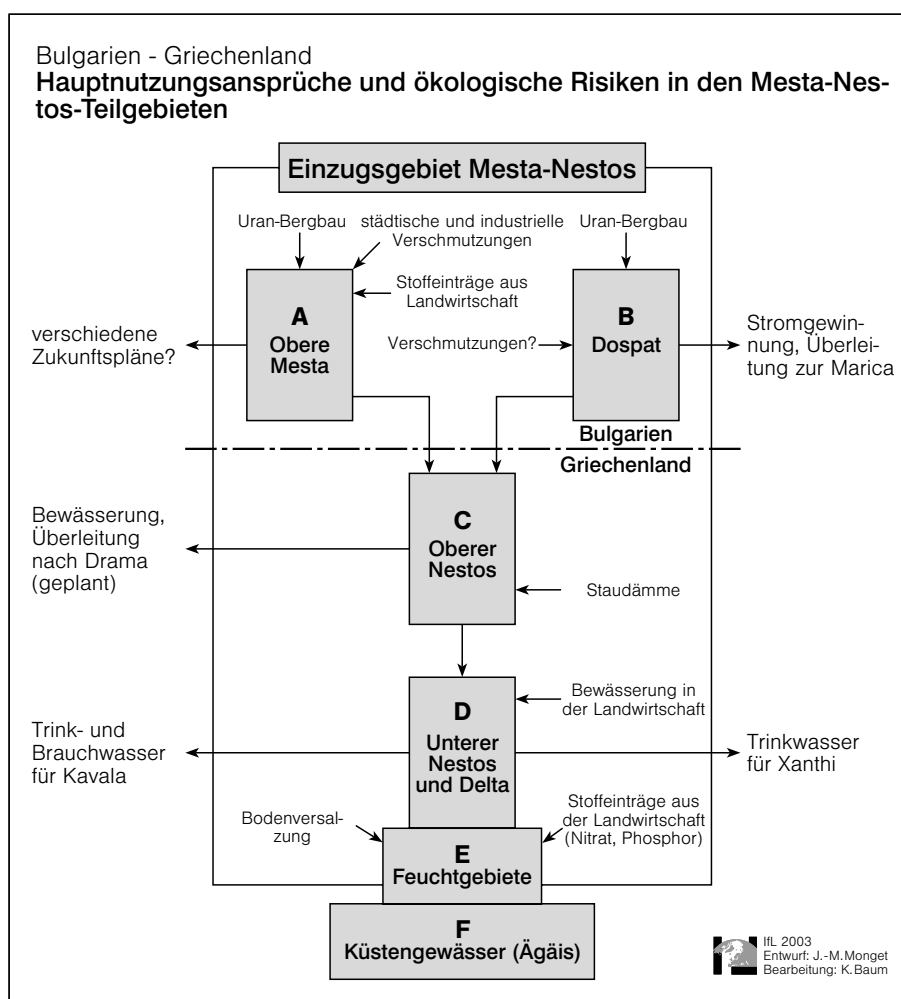 Bulgarien - Griechenland
Hauptnutzungsansprüche und ökologische Risiken in den Mesta-Nes-
tos-Teilgebieten
Einzugsgebiet Mesta-Nestos
Uran-Bergbau
städtische und industrielle
Verschmutzungen
Uran-Bergbau
Stoffeinträge aus
Landwirtschaft
A
Obere
Mesta
B
Dospat
verschiedene
Zukunftspläne?
Verschmutzungen?
Stromgewin-
nung, Überlei-
tung zur Marica
Bulgarien
Griechenland
C
Oberer
Nestos
Bewässerung,
Überleitung
nach Drama
(geplant)
Staudämme
D
Unterer
Nestos
und Delta
Bewässerung in
der Landwirtschaft
Trink- und
Brauchwasser
für Kavala
Trinkwasser
für Xanthi
Bodenversal-
zung
Stoffeinträge aus
der Landwirtschaft
(Nitrat, Phosphor)
E
Feuchtgebiete
F
Küstengewässer (Ägäis)
IfL 2003
Entwurf: J.-M.Monget
Bearbeitung: K.Baum